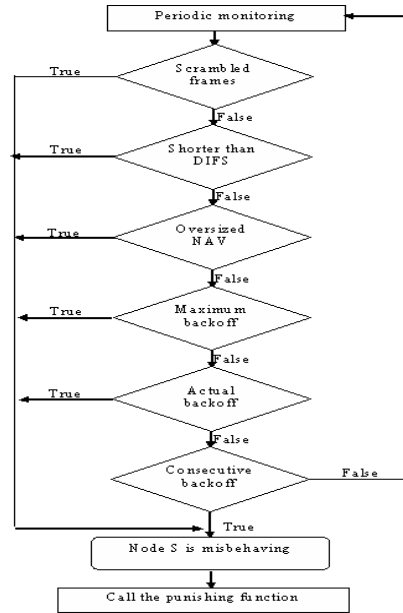 Periodic monitoring
True
Scrambled
frames
False
True
Shorter than
DIFS
False
True
Oversized
NAV
False
True
Maximum
backoff
False
True
Actual
backoff
False
Consecutive
backoff
False
True
Node S is misbehaving
Call the punishing function